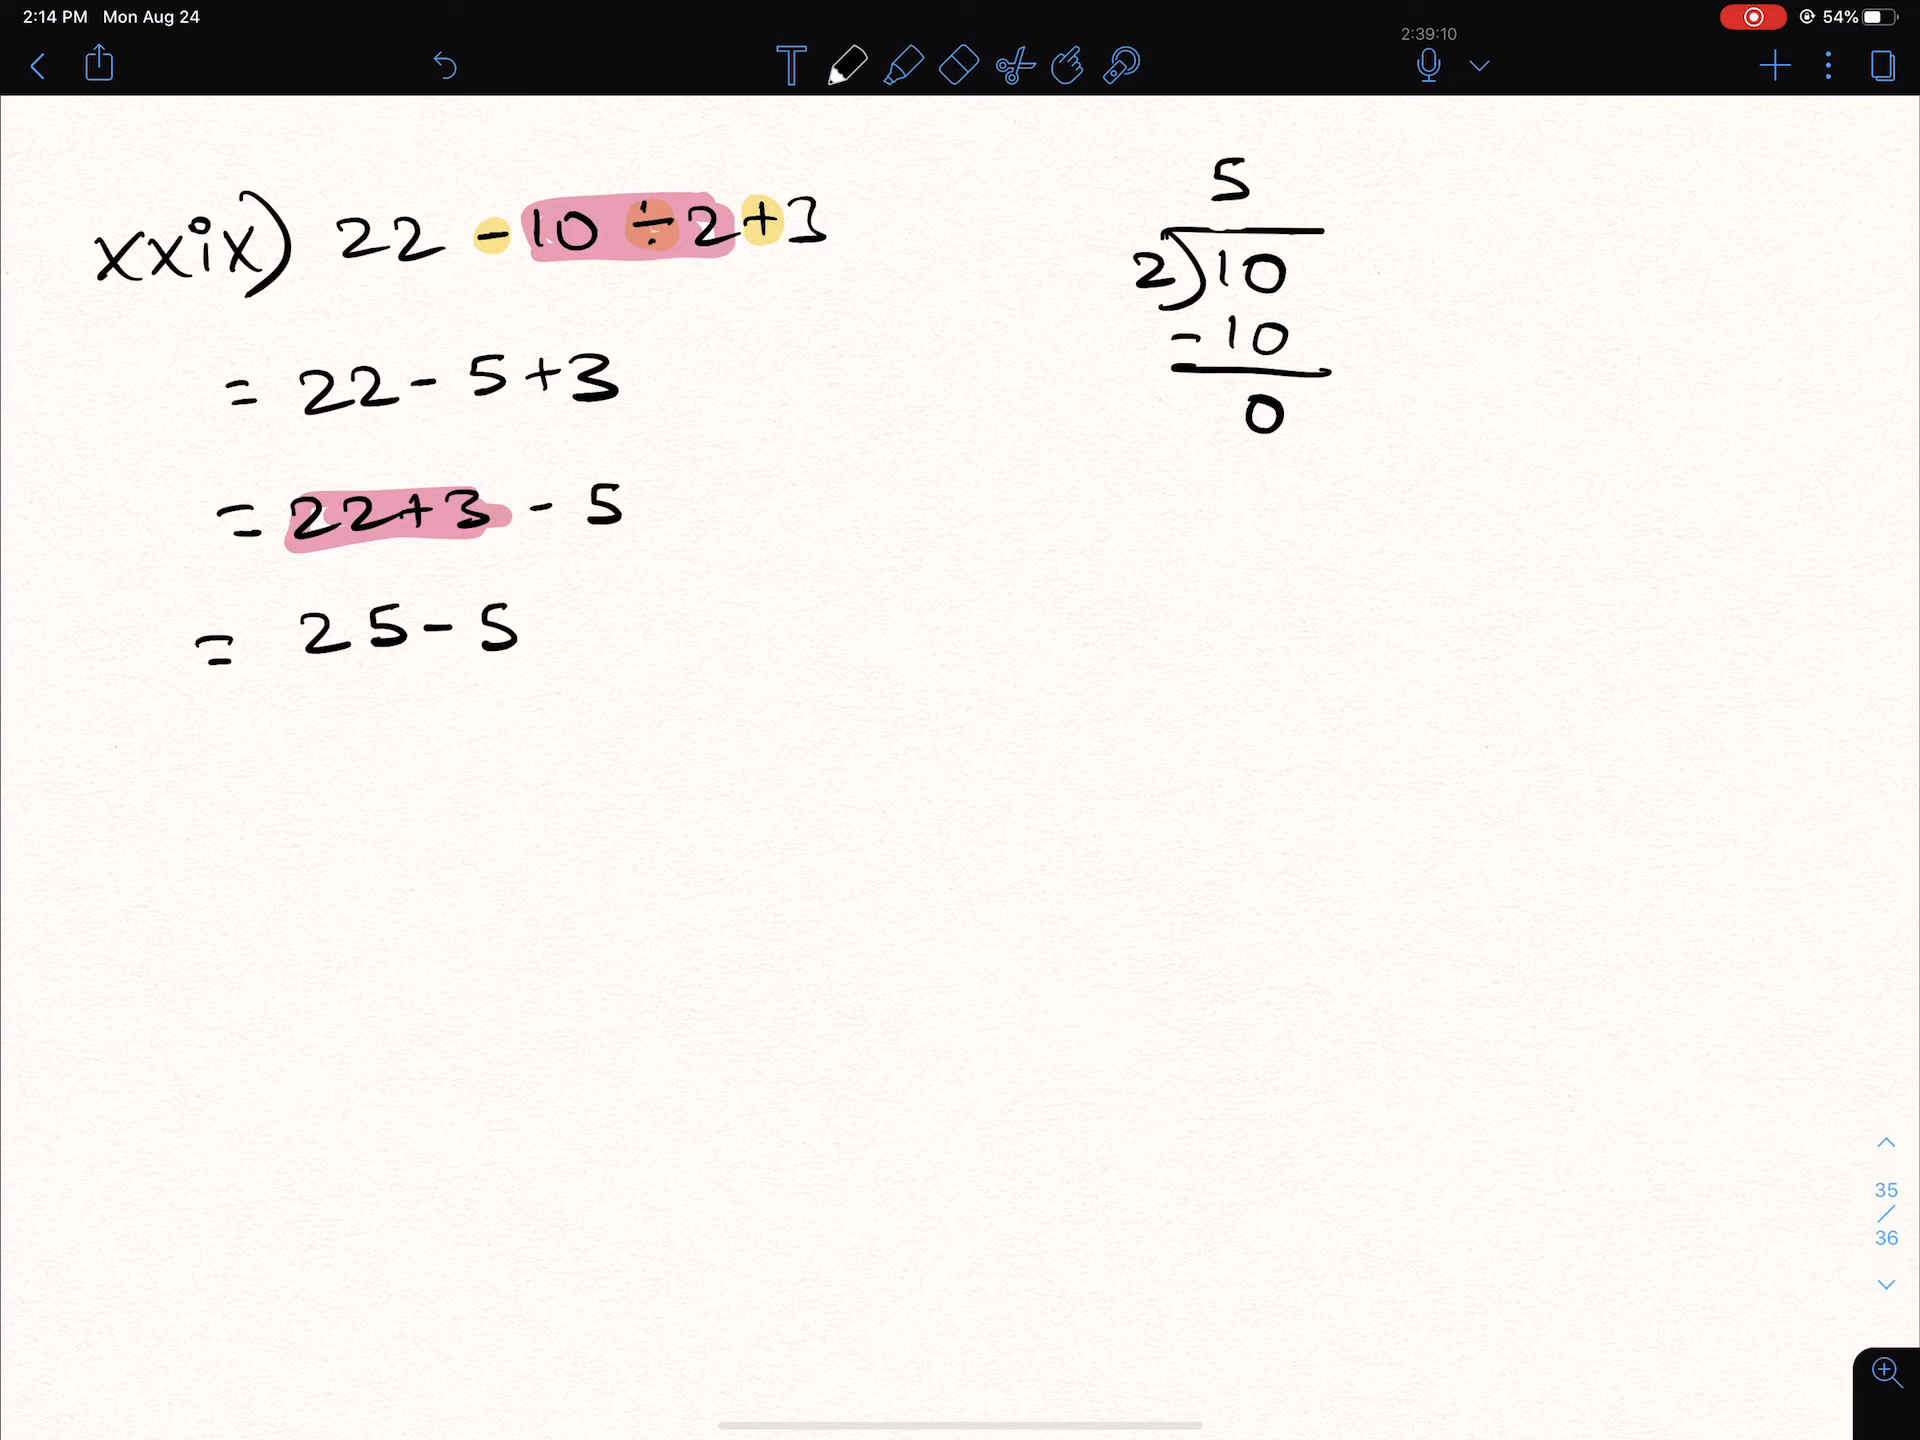 2:14 PM Mon Aug 24
54%
2:39:10
xxix) 22 - 10 ÷ 2 + 3
= 22 - 5 + 3
= 22 + 3 - 5
= 25 - 5
5
2)10
- 10
0
35
/
36